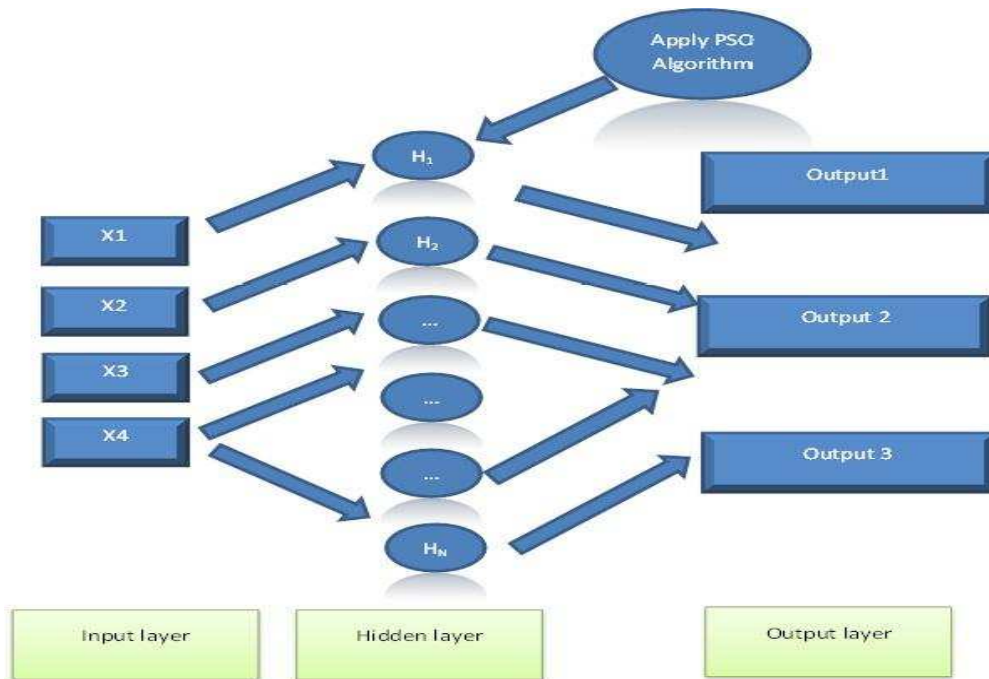 Apply PSO
Algorithm
H₁
Output1
X1
H₂
X2
...
Output 2
X3
...
X4
...
Output 3
Hₙ
Input layer
Hidden layer
Output layer